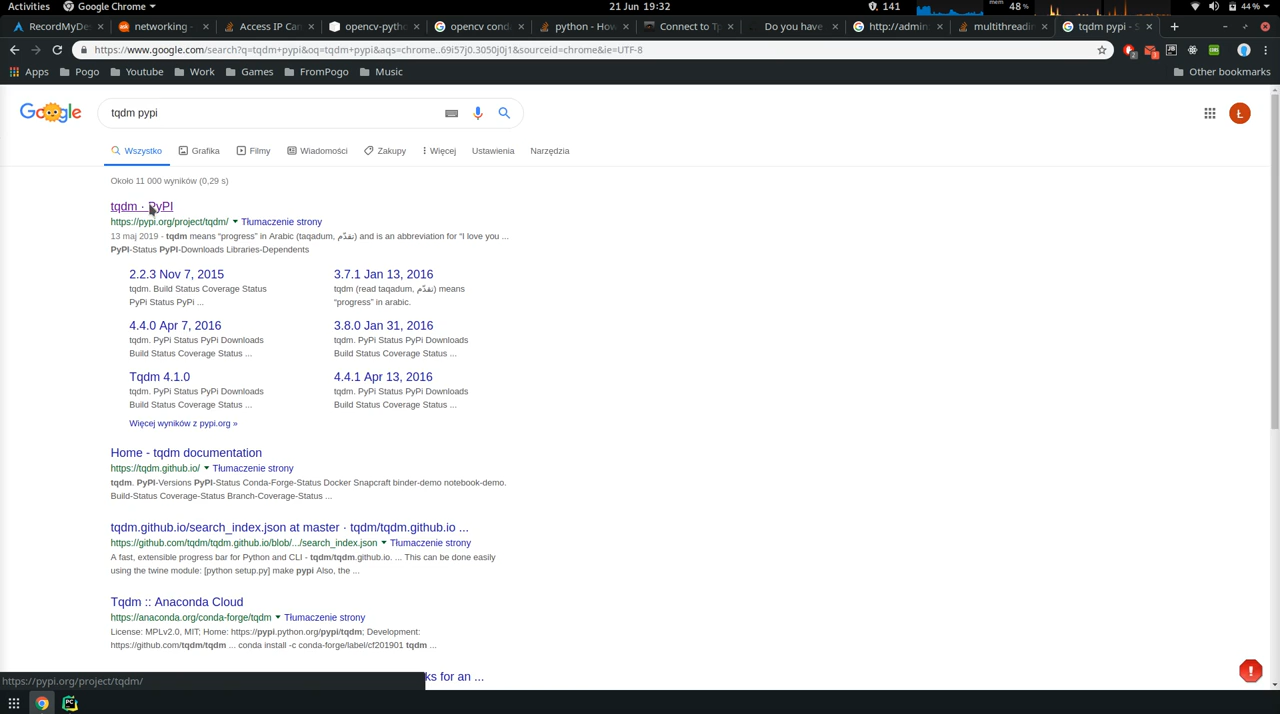 Activities Google Chrome 21 Jun 19:32 141 mem 48% 44%
RecordMyDes networking - Access IP Can opencv-python opencv conda python - How Connect to Tp Do you have http://admin multithreadin tqdm pypi - S
https://www.google.com/search?q=tqdm+pypi&oq=tqdm+pypi&aqs=chrome..69i57j0.3050j0j1&sourceid=chrome&ie=UTF-8
Apps Pogo Youtube Work Games FromPogo Music Other bookmarks
Google tqdm pypi Ł
Wszystko Grafika Filmy Wiadomości Zakupy Więcej Ustawienia Narzędzia
Około 11 000 wyników (0,29 s)
tqdm · PyPI
https://pypi.org/project/tqdm/ Tłumaczenie strony
13 maj 2019 - tqdm means “progress” in Arabic (taqadum, تقدّم) and is an abbreviation for “I love you ...
PyPI-Status PyPI-Downloads Libraries-Dependents
2.2.3 Nov 7, 2015
tqdm. Build Status Coverage Status
PyPi Status PyPi ...
3.7.1 Jan 13, 2016
tqdm (read taqadum, تقدّم) means
“progress” in arabic.
4.4.0 Apr 7, 2016
tqdm. PyPi Status PyPi Downloads
Build Status Coverage Status ...
3.8.0 Jan 31, 2016
tqdm. PyPi Status PyPi Downloads
Build Status Coverage Status ...
Tqdm 4.1.0
tqdm. PyPi Status PyPi Downloads
Build Status Coverage Status ...
4.4.1 Apr 13, 2016
tqdm. PyPi Status PyPi Downloads
Build Status Coverage Status ...
Więcej wyników z pypi.org »
Home - tqdm documentation
https://tqdm.github.io/ Tłumaczenie strony
tqdm. PyPI-Versions PyPI-Status Conda-Forge-Status Docker Snapcraft binder-demo notebook-demo.
Build-Status Coverage-Status Branch-Coverage-Status ...
tqdm.github.io/search_index.json at master · tqdm/tqdm.github.io ...
https://github.com/tqdm/tqdm.github.io/blob/.../search_index.json Tłumaczenie strony
A fast, extensible progress bar for Python and CLI - tqdm/tqdm.github.io. ... This can be done easily
using the twine module: [python setup.py] make pypi Also, the ...
Tqdm :: Anaconda Cloud
https://anaconda.org/conda-forge/tqdm Tłumaczenie strony
License: MPLv2.0, MIT; Home: https://pypi.python.org/pypi/tqdm; Development:
https://github.com/tqdm/tqdm ... conda install -c conda-forge/label/cf201901 tqdm ...
ks for an ...
https://pypi.org/project/tqdm/
PC